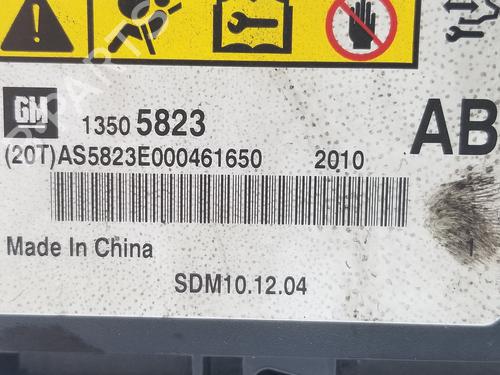 GM
1350 5823
AB
(20T)AS5823E000461650 2010
Made In China
SDM10.12.04